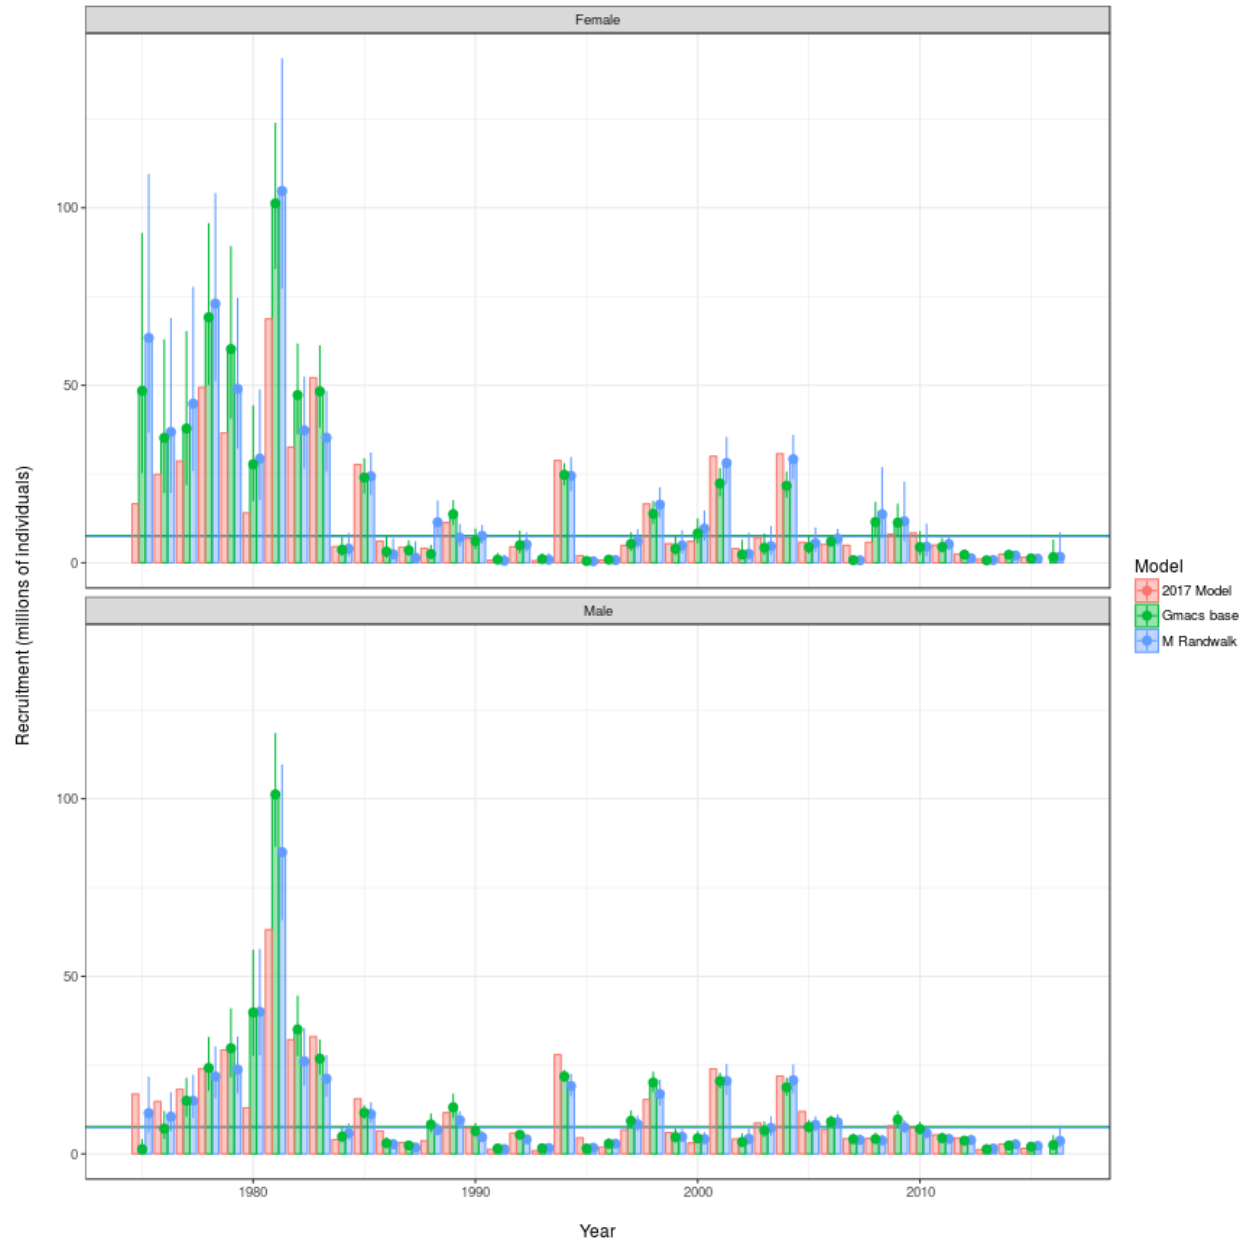 Female
100
50
0
Male
100
50
0
1980
1990
2000
2010
Year
Recruitment (millions of individuals)
Model
2017 Model
Gmacs base
M Randwalk